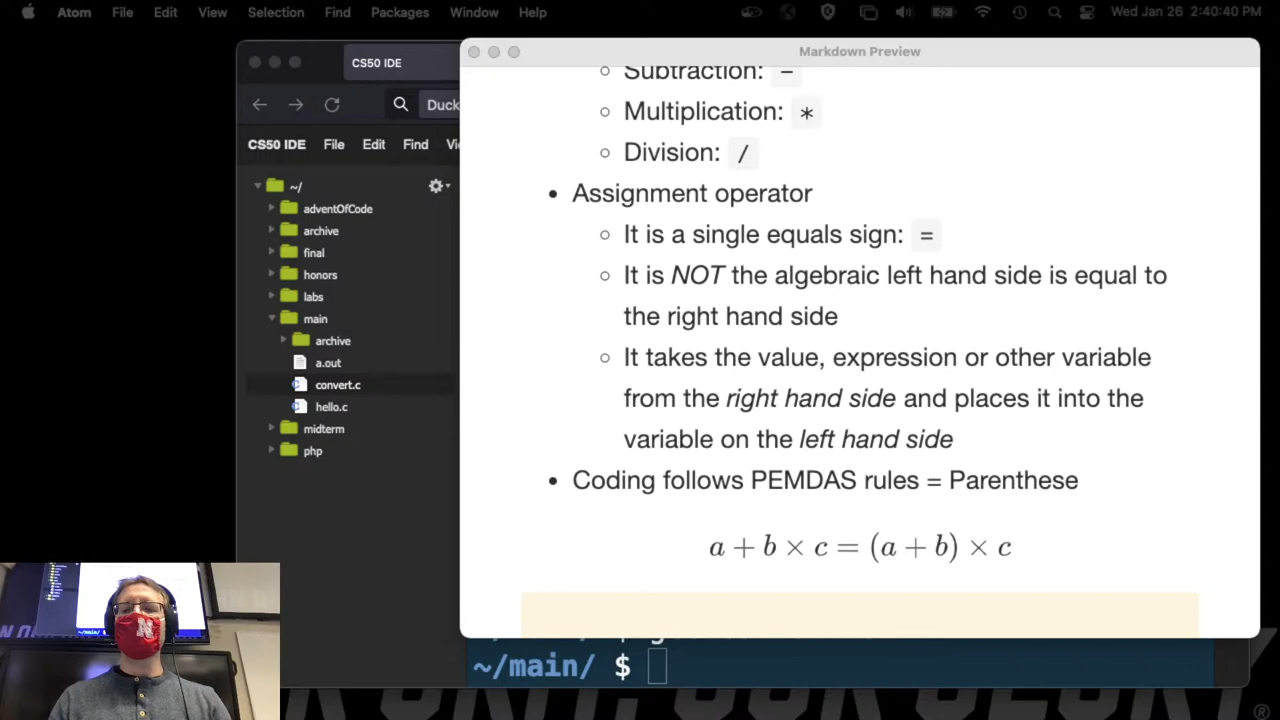 Atom File Edit View Selection Find Packages Window Help Wed Jan 26 2:40:40 PM
CS50 IDE
Markdown Preview
Duck
CS50 IDE File Edit Find
~/
adventOfCode
archive
final
honors
labs
main
archive
a.out
convert.c
hello.c
midterm
php
Subtraction: -
Multiplication: *
Division: /
Assignment operator
It is a single equals sign: =
It is NOT the algebraic left hand side is equal to
the right hand side
It takes the value, expression or other variable
from the right hand side and places it into the
variable on the left hand side
Coding follows PEMDAS rules = Parenthese
a + b × c = (a + b) × c
~/main/ $
N